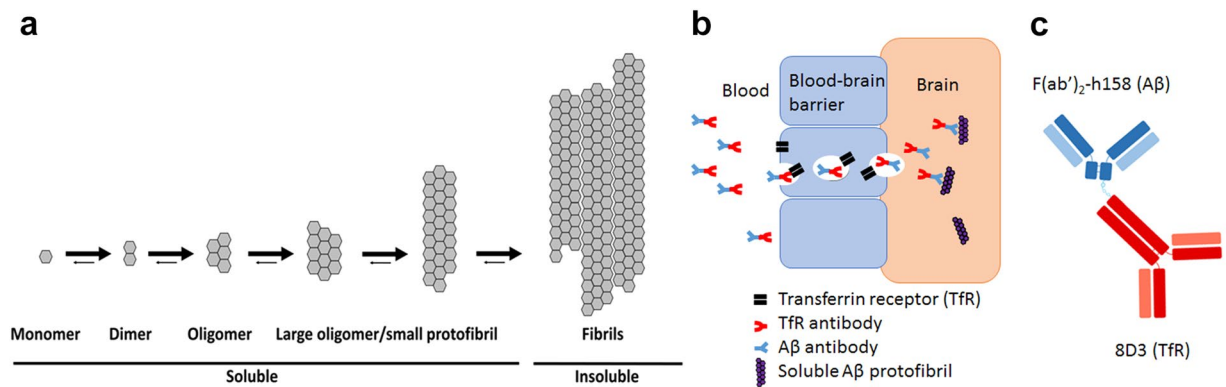 a
Monomer
Dimer
Oligomer
Large oligomer/small protofibril
Fibrils
Soluble
Insoluble
b
Blood
Blood-brain
barrier
Brain
Transferrin receptor (TfR)
TfR antibody
Aβ antibody
Soluble Aβ protofibril
c
F(ab’)₂-h158 (Aβ)
8D3 (TfR)